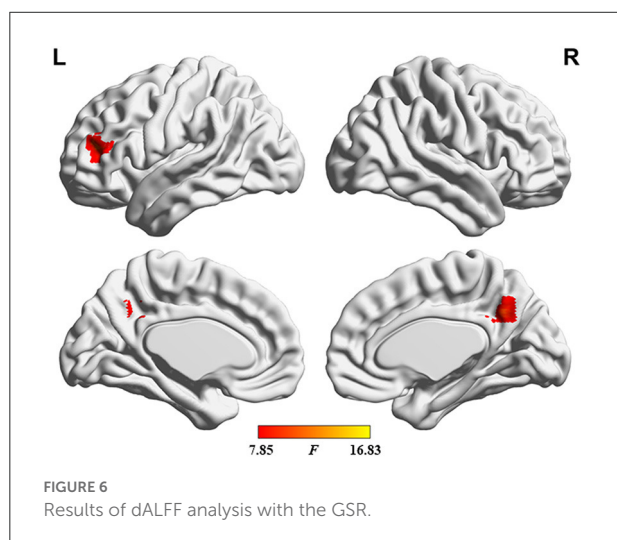 L R
7.85 F 16.83
FIGURE 6
Results of dALFF analysis with the GSR.